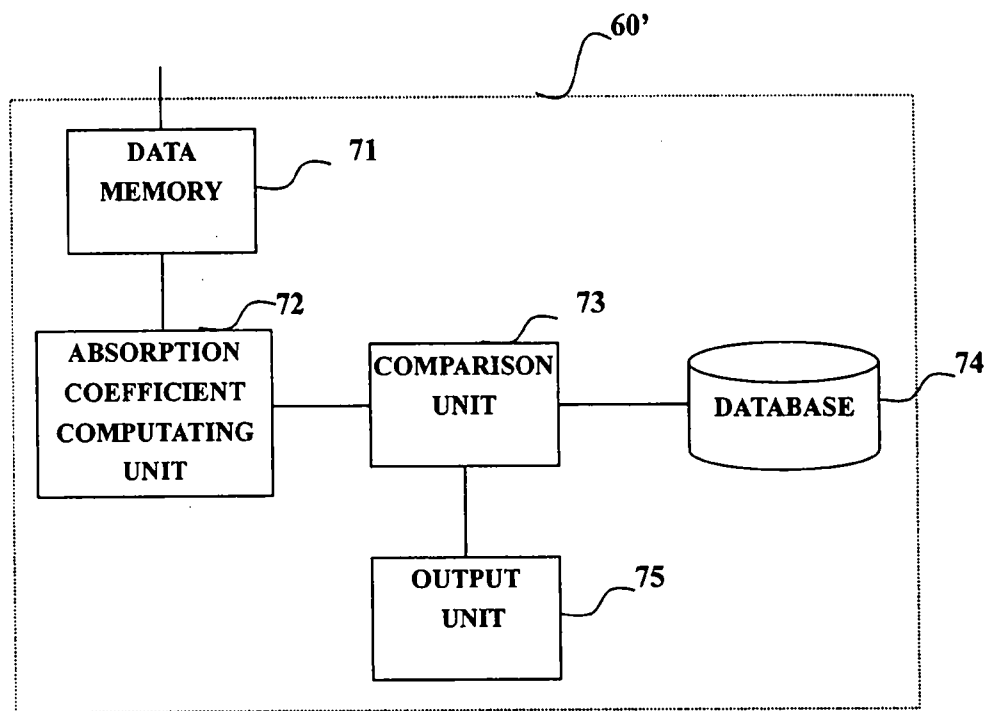 60’
DATA
MEMORY
71
72
ABSORPTION
COEFFICIENT
COMPUTATING
UNIT
73
COMPARISON
UNIT
74
DATABASE
OUTPUT
UNIT
75